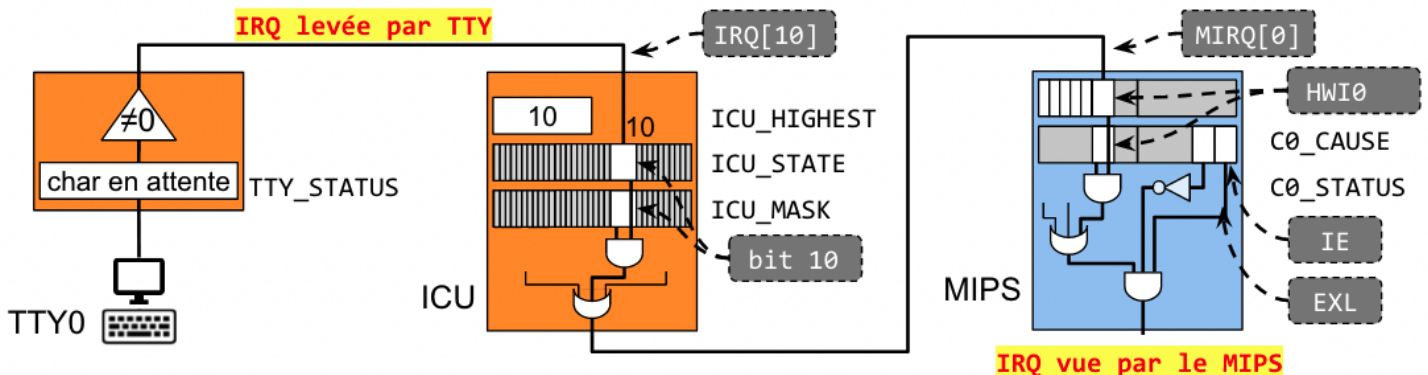 IRQ levée par TTY
IRQ[10]
MIRQ[0]
≠0
char en attente
TTY_STATUS
TTY0
10
10
ICU_HIGHEST
ICU_STATE
ICU_MASK
bit 10
ICU
HWI0
C0_CAUSE
C0_STATUS
IE
EXL
MIPS
IRQ vue par le MIPS